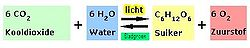 6 CO2 + 6 H2O licht C6H12O6 + 6 O2
Kooldioxide Water Bladgroen Suiker Zuurstof